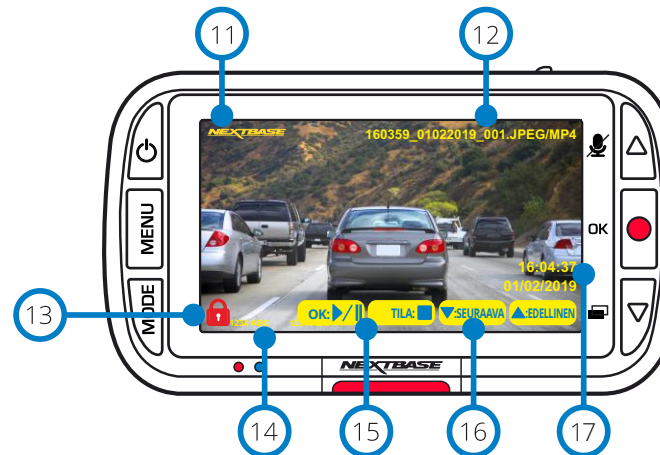 11
12
NEXTBASE
160359_01022019_001.JPEG/MP4
MENU
OK
16:04:37
01/02/2019
MODE
13
OK: TILA: :SEURAAVA :EDELLINEN
NEXTBASE
14
15
16
17